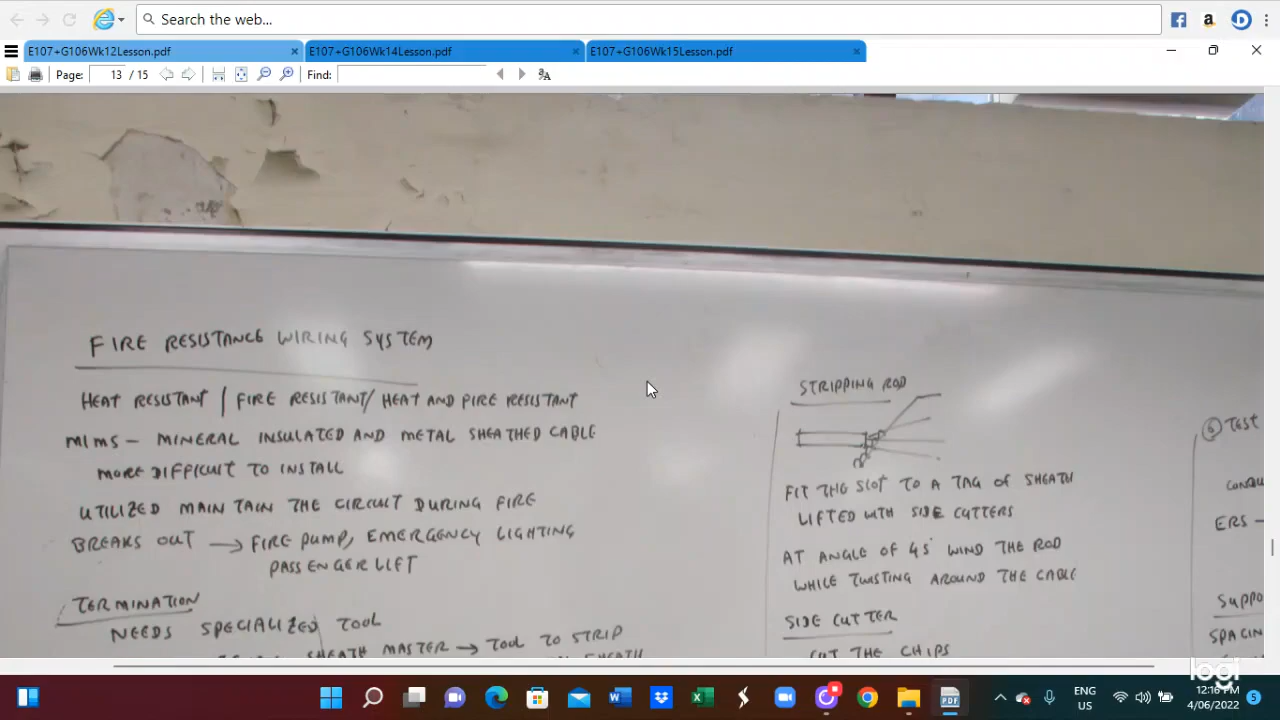 Search the web...
E107+G106Wk12Lesson.pdf
E107+G106Wk14Lesson.pdf
E107+G106Wk15Lesson.pdf
Page: 13 / 15
Find:
FIRE RESISTANCE WIRING SYSTEM
HEAT RESISTANT / FIRE RESISTANT / HEAT AND FIRE RESISTANT
MIMS – MINERAL INSULATED AND METAL SHEATHED CABLE
MORE DIFFICULT TO INSTALL
UTILIZED MAINTAIN THE CIRCUIT DURING FIRE
BREAKS OUT → FIRE PUMP, EMERGENCY LIGHTING
PASSENGER LIFT
TERMINATION
NEEDS SPECIALIZED TOOL
SHEATH MASTER → TOOL TO STRIP
SHEATH
STRIPPING ROD
FIT THE SLOT TO A TAG OF SHEATH
LIFTED WITH SIDE CUTTERS
AT ANGLE OF 45° WIND THE ROD
WHILE TWISTING AROUND THE CABLE
SIDE CUTTER
CUT THE CHIPS
⑤ TEST
CONDU
ERS –
SUPPO
SPACIN
logi
ENG
US
12:16 PM
4/06/2022
5